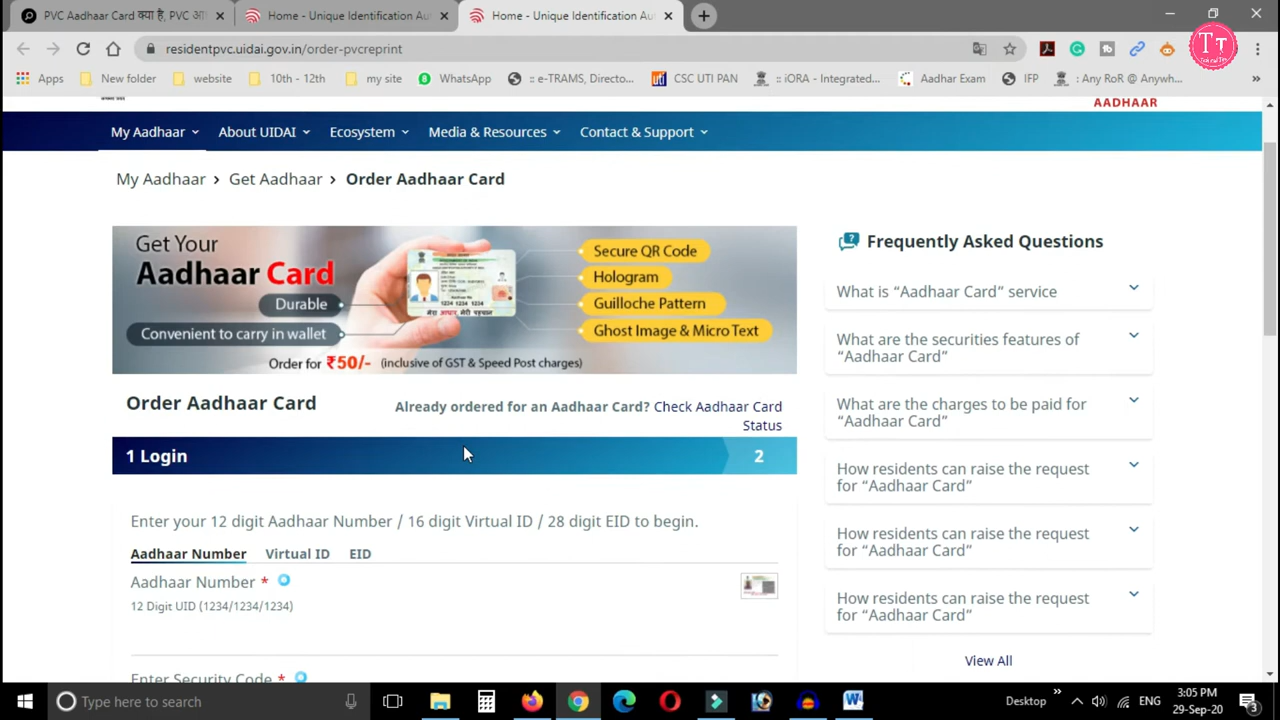 PVC Aadhaar Card क्या है, PVC आ
Home - Unique Identification Au
Home - Unique Identification Au
residentpvc.uidai.gov.in/order-pvcreprint
Apps
New folder
website
10th - 12th
my site
WhatsApp
:: e-TRAMS, Directo...
CSC UTI PAN
iORA - Integrated...
Aadhar Exam
IFP
: Any RoR @ Anywh...
»
TT
AADHAAR
My Aadhaar
About UIDAI
Ecosystem
Media & Resources
Contact & Support
My Aadhaar > Get Aadhaar > Order Aadhaar Card
Get Your
Aadhaar Card
Durable
Convenient to carry in wallet
Secure QR Code
Hologram
Guilloche Pattern
Ghost Image & Micro Text
1234 1234 1234
मेरा आधार, मेरी पहचान
Order for ₹50/- (inclusive of GST & Speed Post charges)
Order Aadhaar Card
Already ordered for an Aadhaar Card? Check Aadhaar Card
Status
1 Login
2
Enter your 12 digit Aadhaar Number / 16 digit Virtual ID / 28 digit EID to begin.
Aadhaar Number
Virtual ID
EID
Aadhaar Number *
12 Digit UID (1234/1234/1234)
Enter Security Code *
Frequently Asked Questions
What is “Aadhaar Card” service
What are the securities features of
“Aadhaar Card”
What are the charges to be paid for
“Aadhaar Card”
How residents can raise the request
for “Aadhaar Card”
How residents can raise the request
for “Aadhaar Card”
How residents can raise the request
for “Aadhaar Card”
View All
Type here to search
Desktop
»
ENG
3:05 PM
29-Sep-20
3